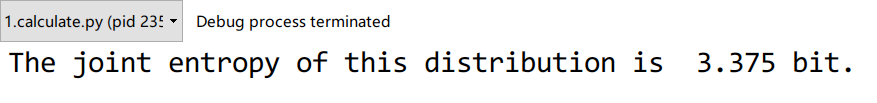 1.calculate.py (pid 235 Debug process terminated
The joint entropy of this distribution is  3.375 bit.